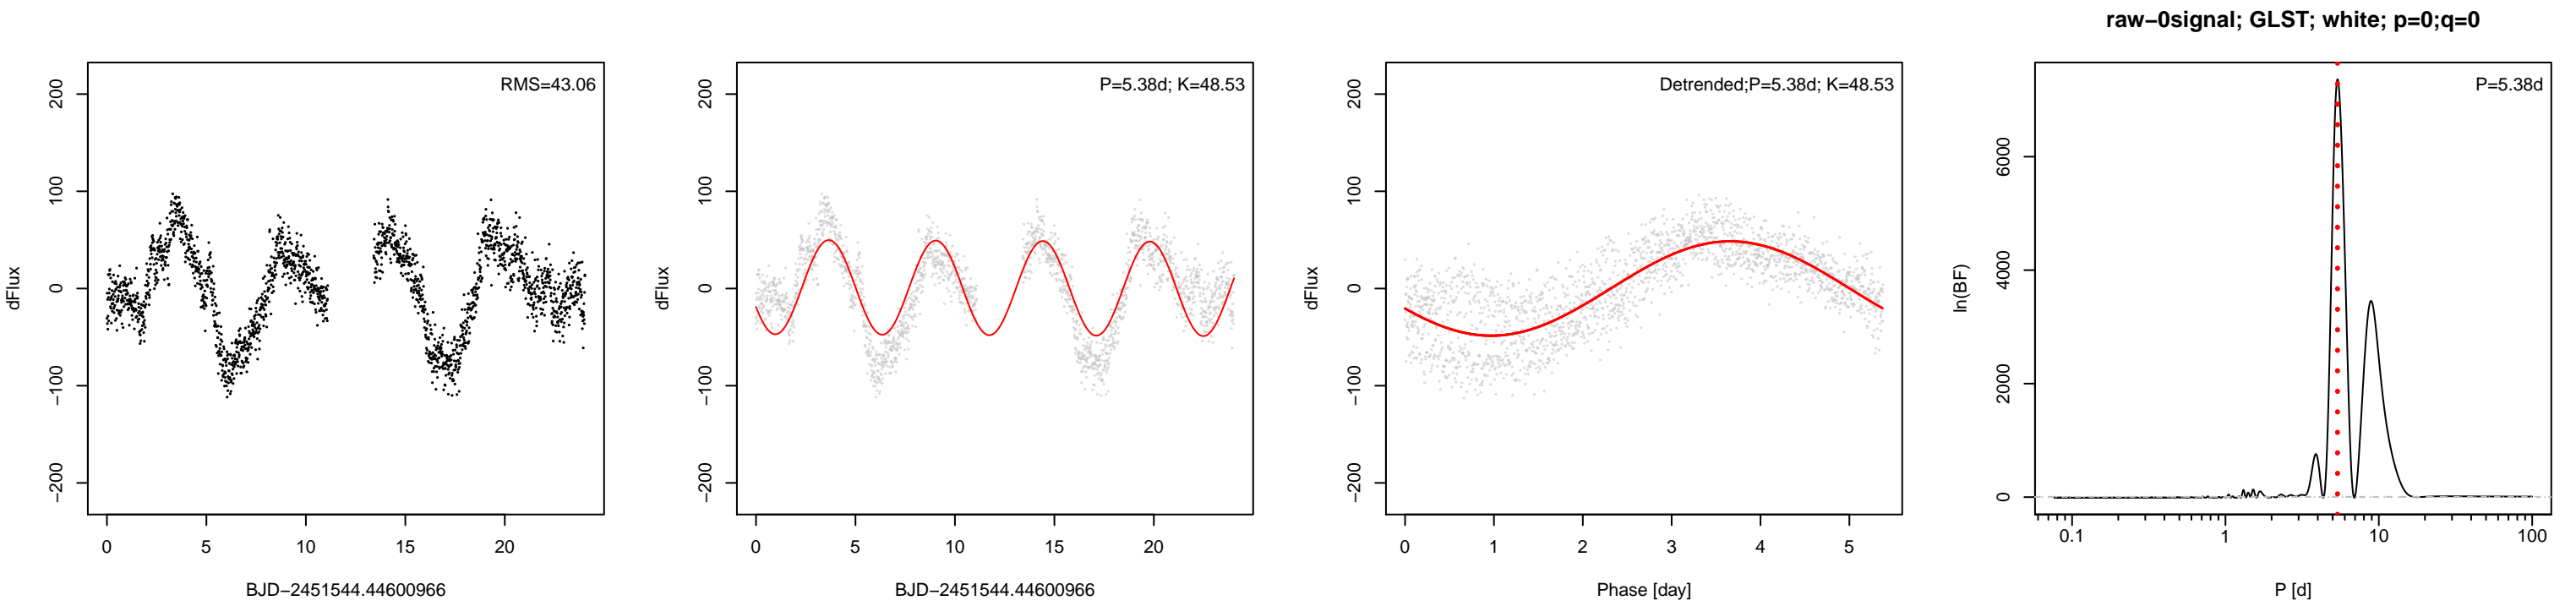 raw−0signal; GLST; white; p=0;q=0
RMS=43.06
dFlux
200
100
0
−100
−200
0 5 10 15 20
BJD−2451544.44600966
P=5.38d; K=48.53
dFlux
200
100
0
−100
−200
0 5 10 15 20
BJD−2451544.44600966
Detrended;P=5.38d; K=48.53
dFlux
200
100
0
−100
−200
0 1 2 3 4 5
Phase [day]
P=5.38d
ln(BF)
6000
4000
2000
0
0.1 1 10 100
P [d]